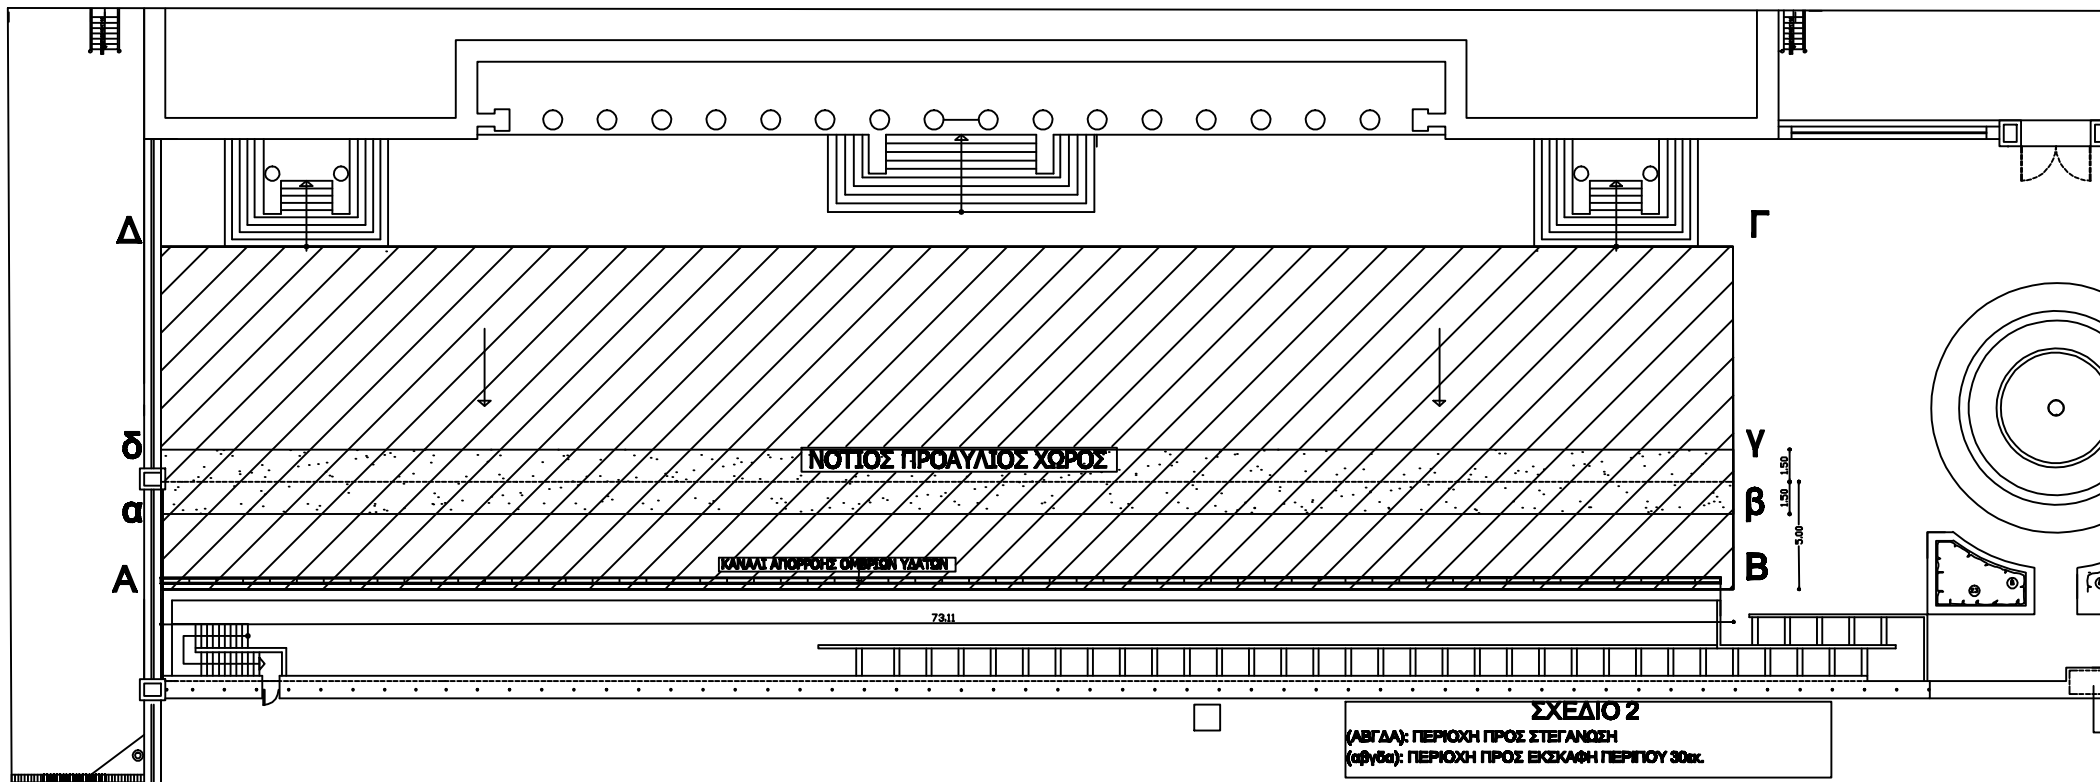 Δ
Γ
δ
γ
ΝΟΤΙΟΣ ΠΡΟΑΥΛΙΟΣ ΧΩΡΟΣ
1.50
α
β
1.50
5.00
ΚΑΝΑΛΙ ΑΠΟΡΡΟΗΣ ΟΜΒΡΙΩΝ ΥΔΑΤΩΝ
Α
Β
73.11
ΣΧΕΔΙΟ 2
(ΑΒΓΔΑ): ΠΕΡΙΟΧΗ ΠΡΟΣ ΣΤΕΓΑΝΩΣΗ
(αβγδα): ΠΕΡΙΟΧΗ ΠΡΟΣ ΕΚΣΚΑΦΗ ΠΕΡΙΠΟΥ 30εκ.